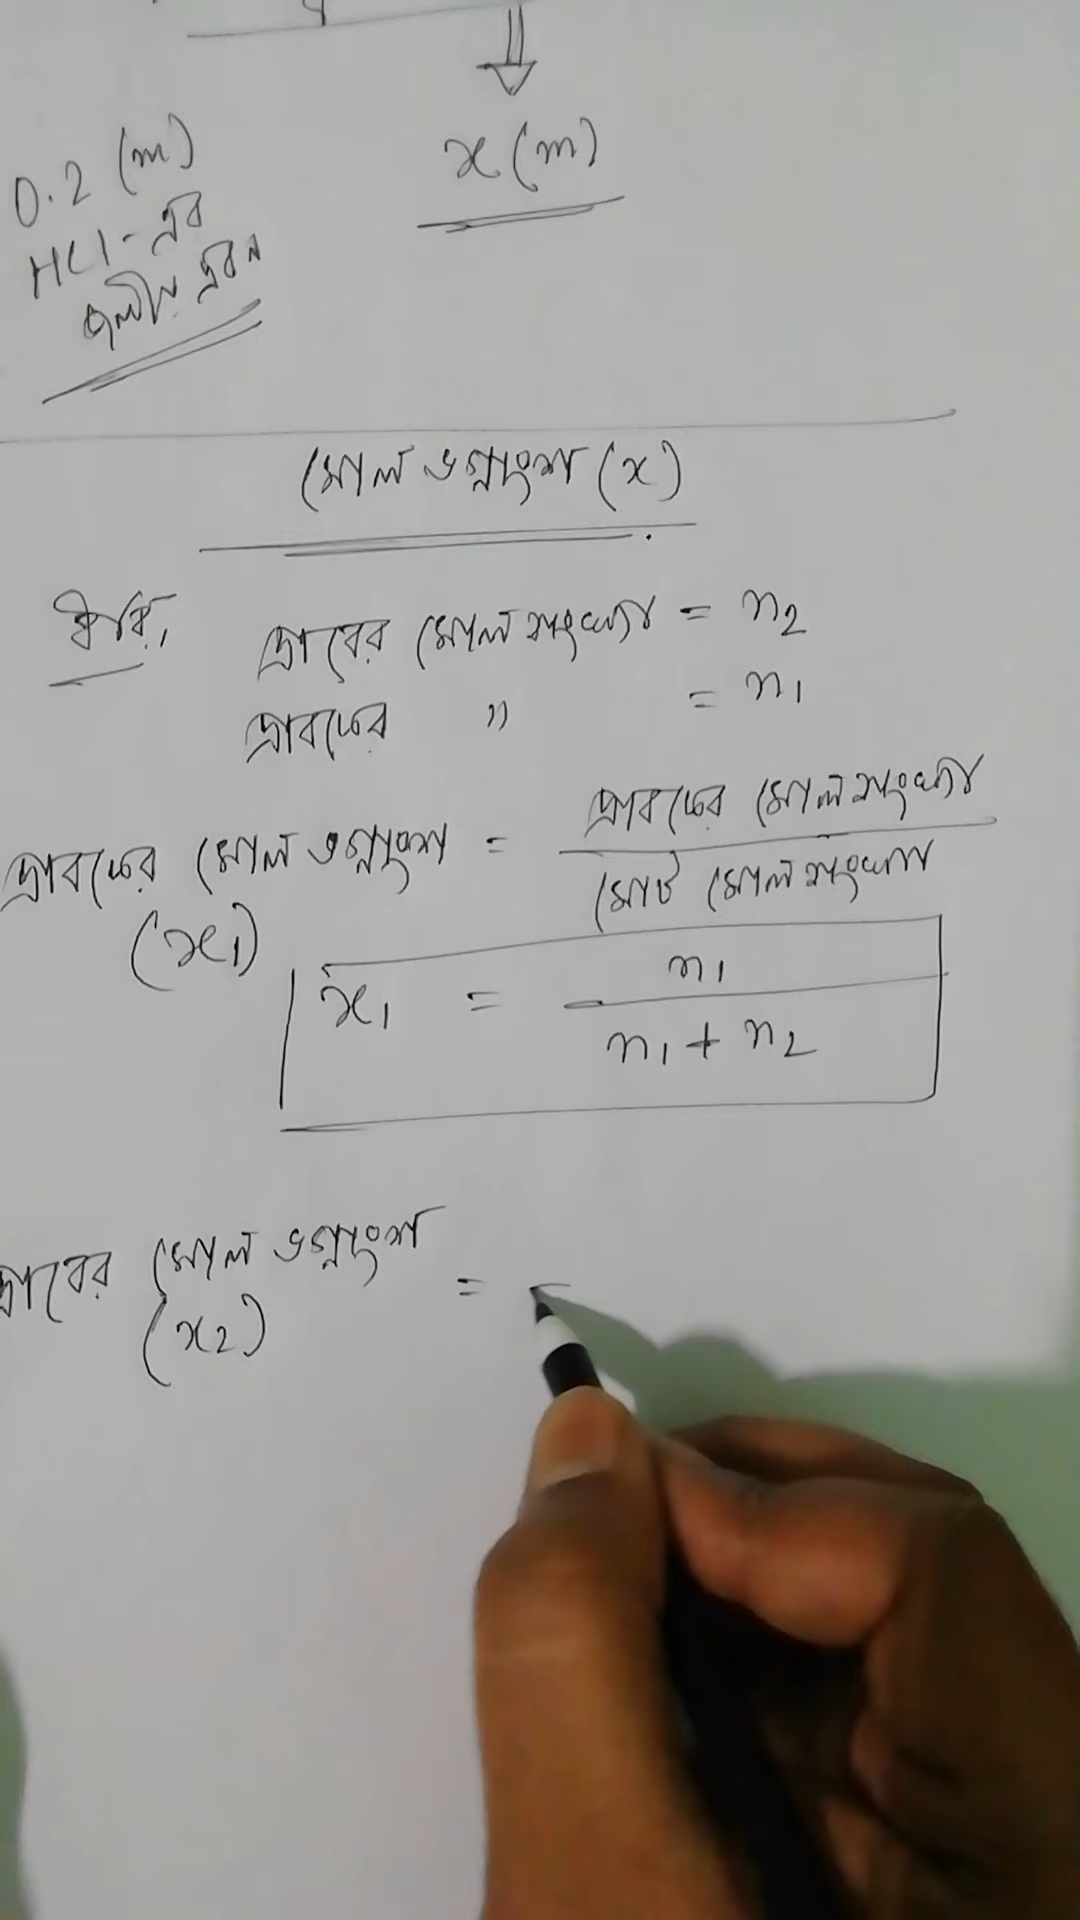 x (m)
0.2 (m)
HCl-এর
জলীয় দ্রবণ
মোল ভগ্নাংশ (x)
ধরি,
দ্রাবের মোল সংখ্যা = n₂
দ্রাবকের " = n₁
দ্রাবকের মোল ভগ্নাংশ = দ্রাবকের মোল সংখ্যা
মোট মোল সংখ্যা
(x₁)
x₁ = n₁
n₁ + n₂
দ্রাবের মোল ভগ্নাংশ =
(x₂)